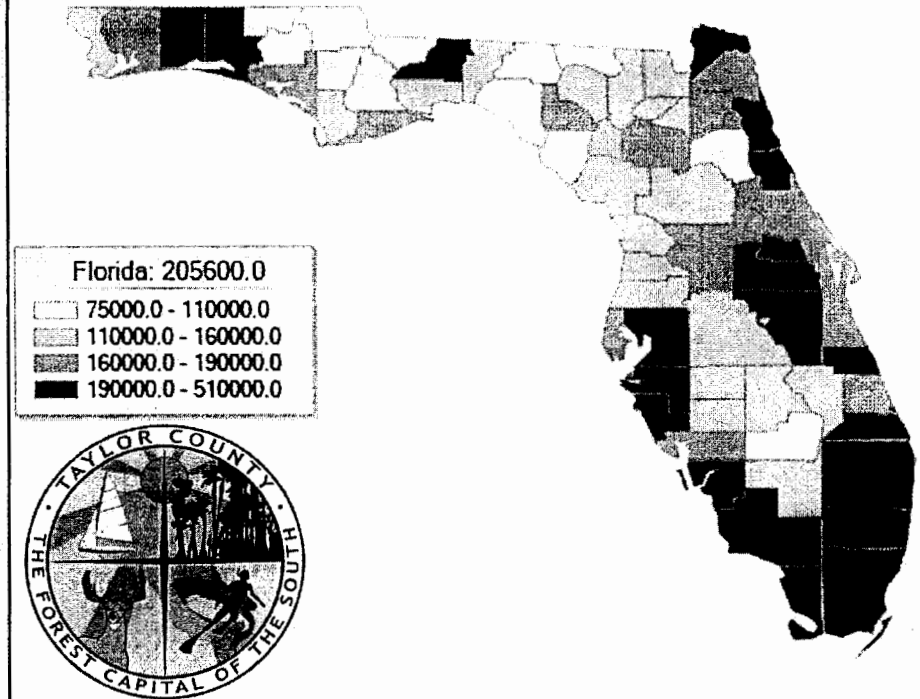 Florida: 205600.0
75000.0 - 110000.0
110000.0 - 160000.0
160000.0 - 190000.0
190000.0 - 510000.0
TAYLOR COUNTY
THE FOREST CAPITAL OF THE SOUTH